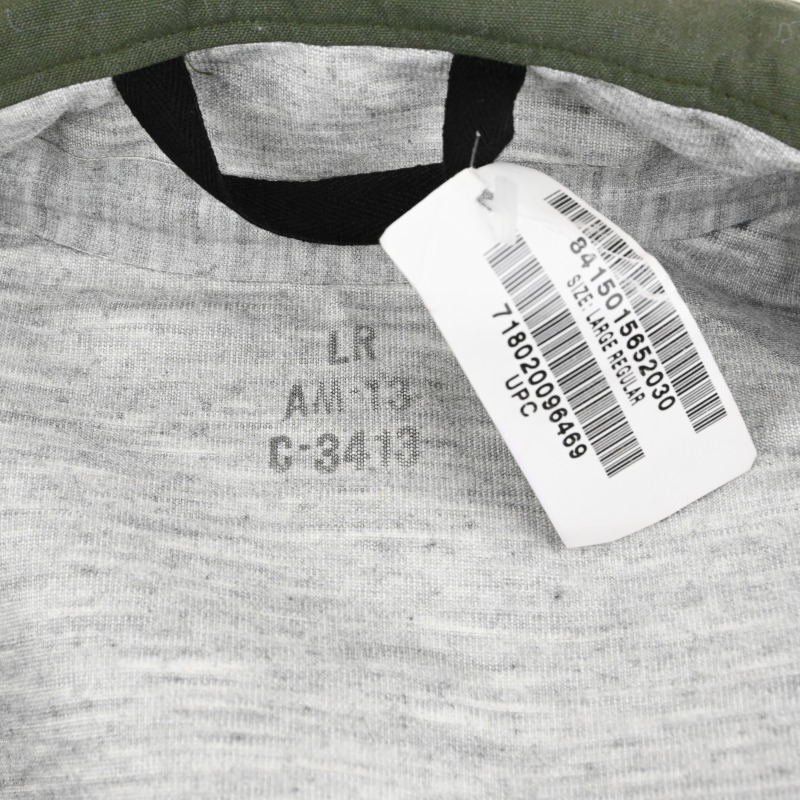 LR
AM-13
C-3413
8415015652030
SIZE: LARGE REGULAR
718020096469
UPC